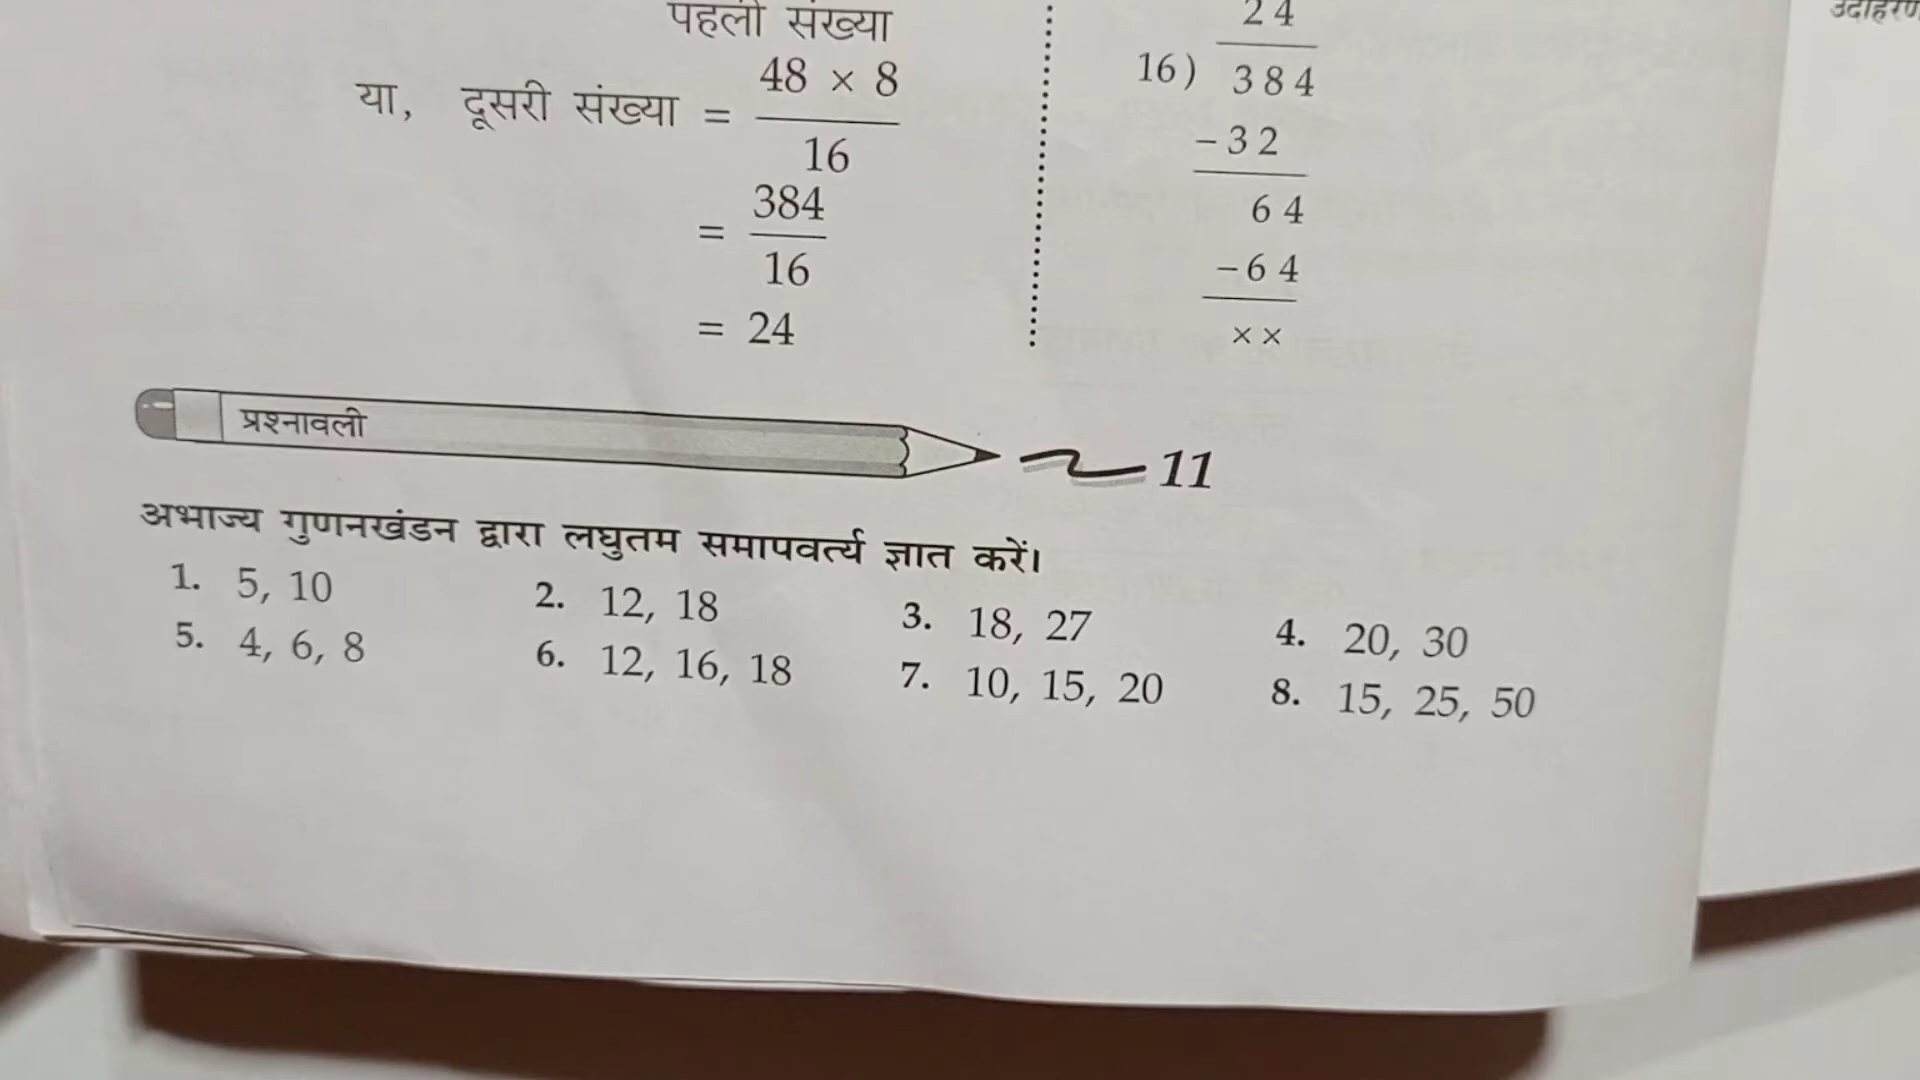 पहली संख्या
या, दूसरी संख्या = 48 × 8 / 16
= 384 / 16
= 24
24
16) 384
-32
64
-64
××
उदाहरण
प्रश्नावली 11
अभाज्य गुणनखंडन द्वारा लघुतम समापवर्त्य ज्ञात करें।
1. 5, 10 2. 12, 18 3. 18, 27 4. 20, 30
5. 4, 6, 8 6. 12, 16, 18 7. 10, 15, 20 8. 15, 25, 50